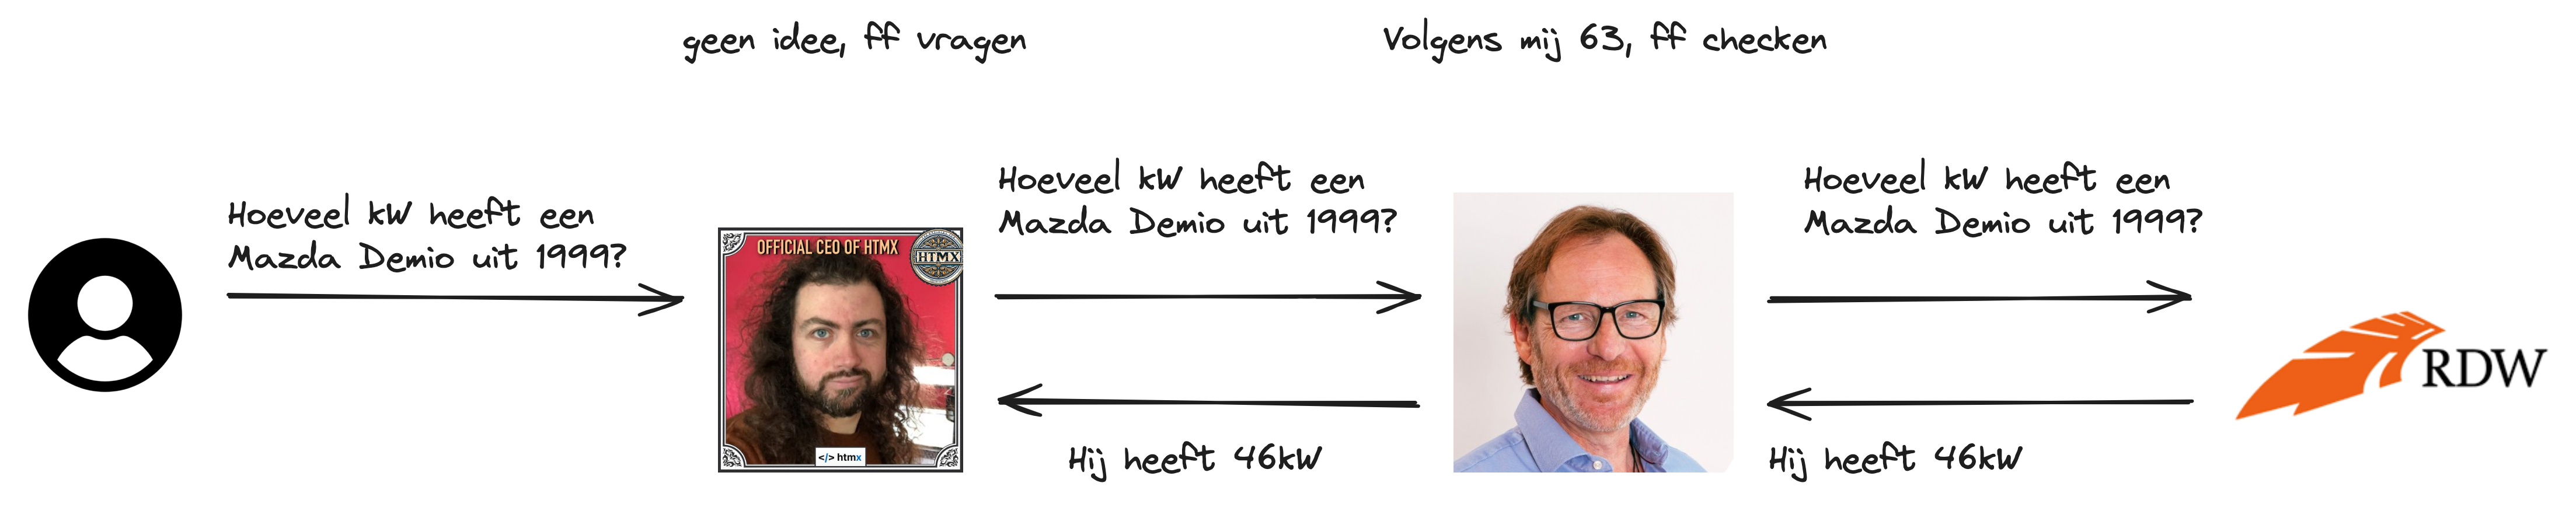 geen idee, ff vragen
Volgens mij 63, ff checken
Hoeveel kW heeft een
Mazda Demio uit 1999?
Hoeveel kW heeft een
Mazda Demio uit 1999?
Hoeveel kW heeft een
Mazda Demio uit 1999?
OFFICIAL CEO OF HTMX
HTMX
</> htmx
RDW
Hij heeft 46kW
Hij heeft 46kW